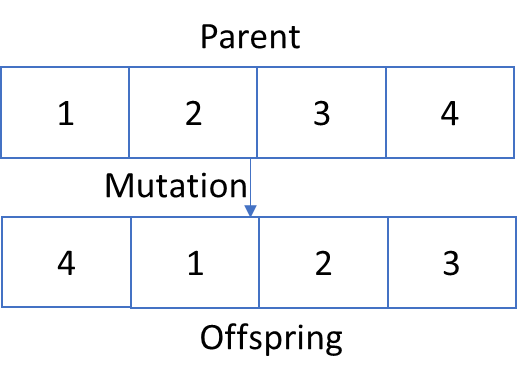 Parent
1 2 3 4
Mutation
4 1 2 3
Offspring